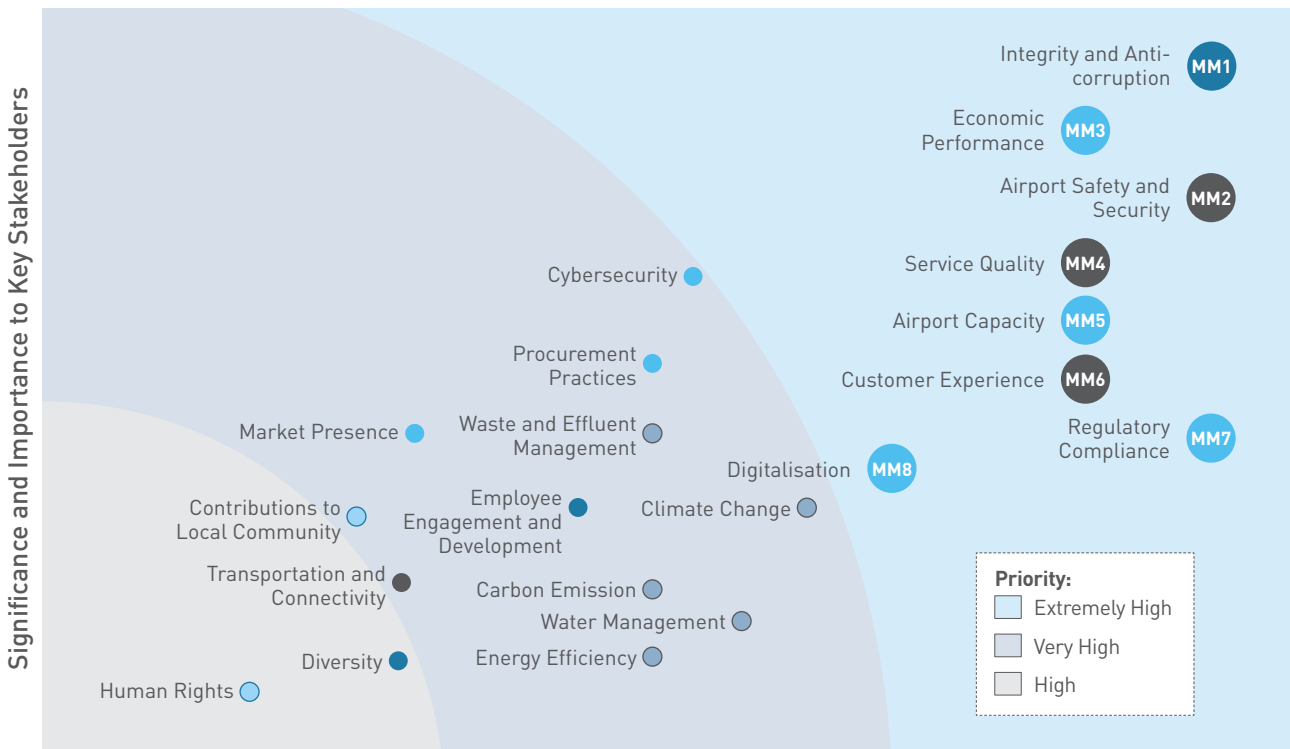 Significance and Importance to Key Stakeholders
Integrity and Anti-
corruption
MM1
Economic
Performance
MM3
Airport Safety and
Security
MM2
Service Quality
MM4
Cybersecurity
Airport Capacity
MM5
Procurement
Practices
Customer Experience
MM6
Market Presence
Waste and Effluent
Management
Regulatory
Compliance
MM7
Digitalisation
MM8
Contributions to
Local Community
Employee
Engagement and
Development
Climate Change
Transportation and
Connectivity
Carbon Emission
Water Management
Diversity
Energy Efficiency
Human Rights
Priority:
Extremely High
Very High
High